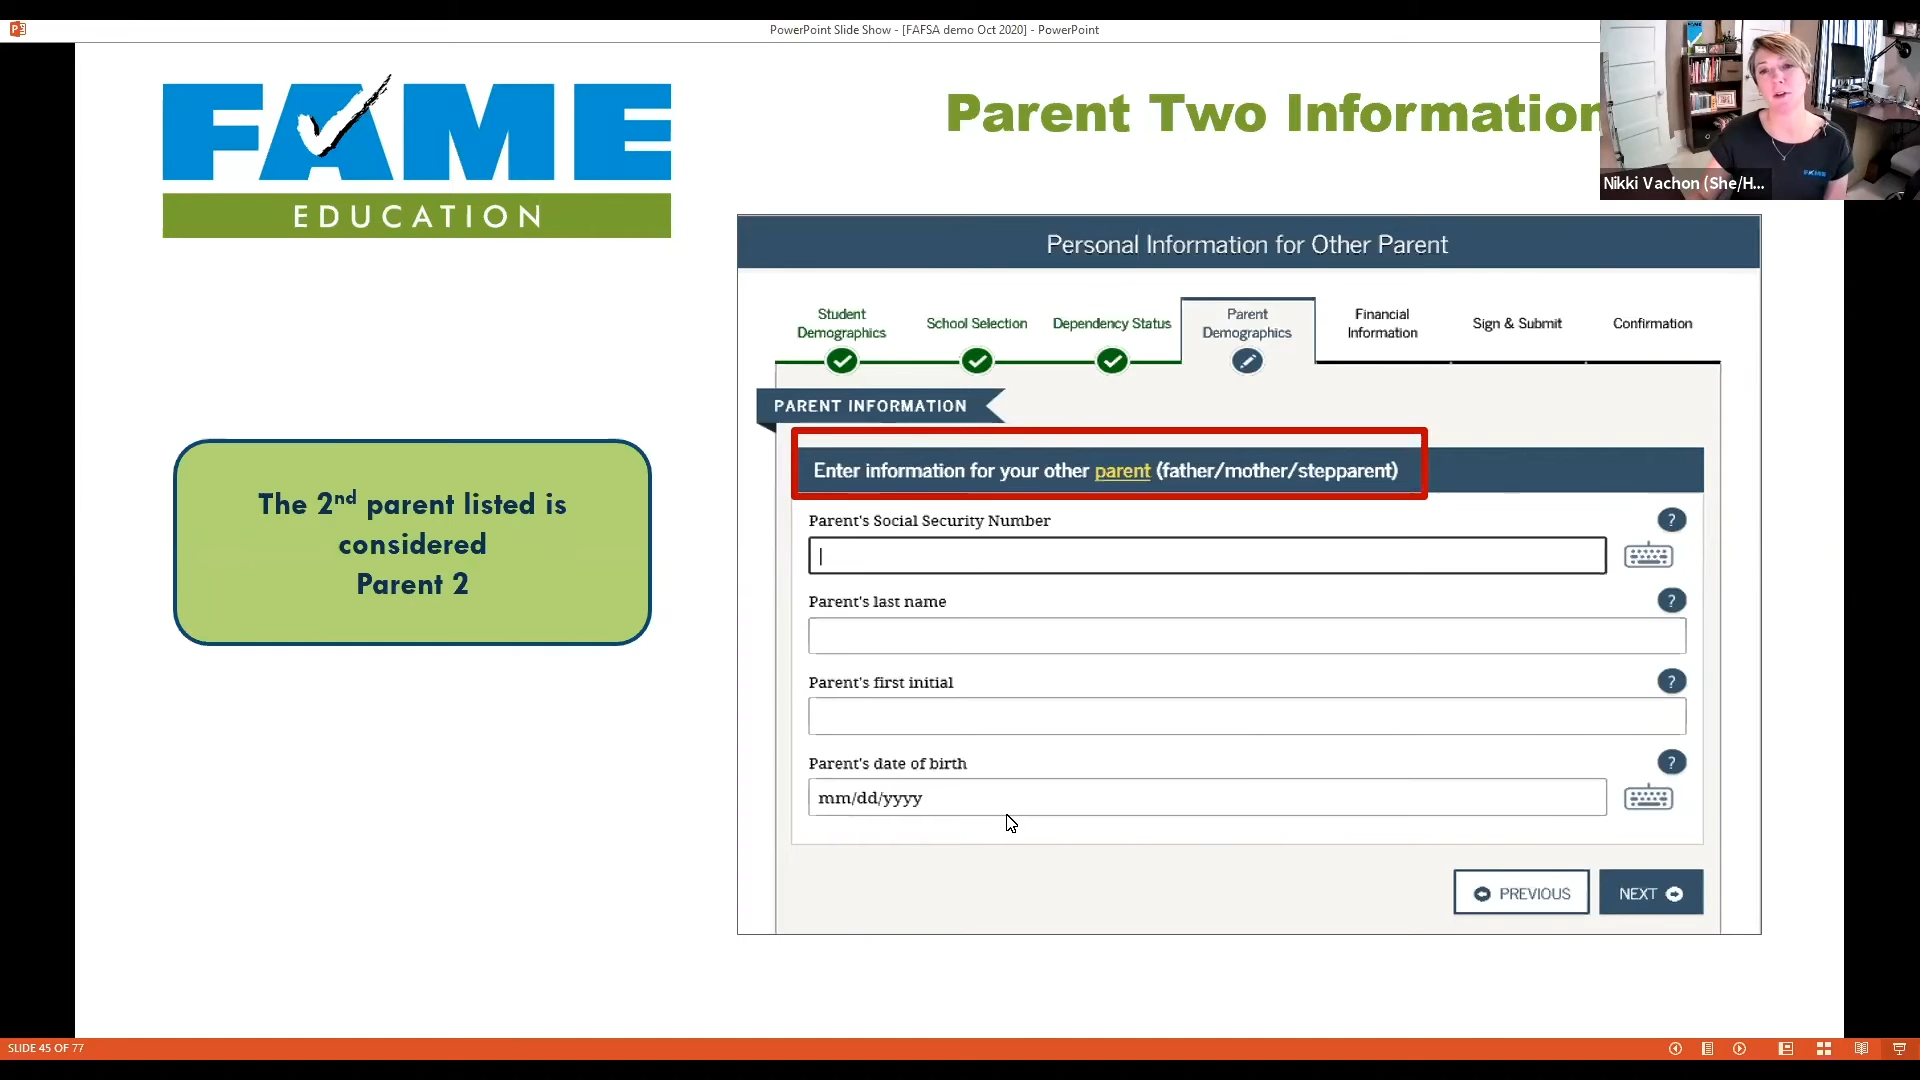 PowerPoint Slide Show - [FAFSA demo Oct 2020] - PowerPoint
FAME
EDUCATION
Parent Two Information
Nikki Vachon (She/H...
FAME
The 2nd parent listed is
considered
Parent 2
Personal Information for Other Parent
Student
Demographics
School Selection
Dependency Status
Parent
Demographics
Financial
Information
Sign & Submit
Confirmation
PARENT INFORMATION
Enter information for your other parent (father/mother/stepparent)
Parent's Social Security Number
?
Parent's last name
?
Parent's first initial
?
Parent's date of birth
?
mm/dd/yyyy
PREVIOUS
NEXT
SLIDE 45 OF 77